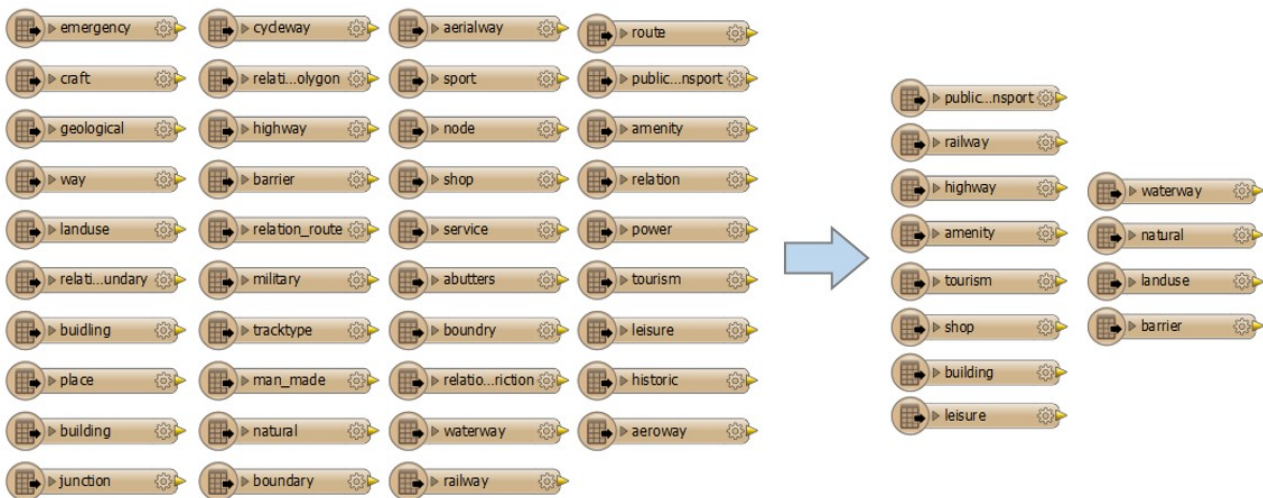 emergency
cycleway
aerialway
route
craft
relati...olygon
sport
public...nsport
geological
highway
node
amenity
way
barrier
shop
relation
landuse
relation_route
service
power
relati...undary
military
abutters
tourism
buidling
tracktype
boundry
leisure
place
man_made
relatio...riction
historic
building
natural
waterway
aeroway
junction
boundary
railway
public...nsport
railway
highway
amenity
tourism
shop
building
leisure
waterway
natural
landuse
barrier